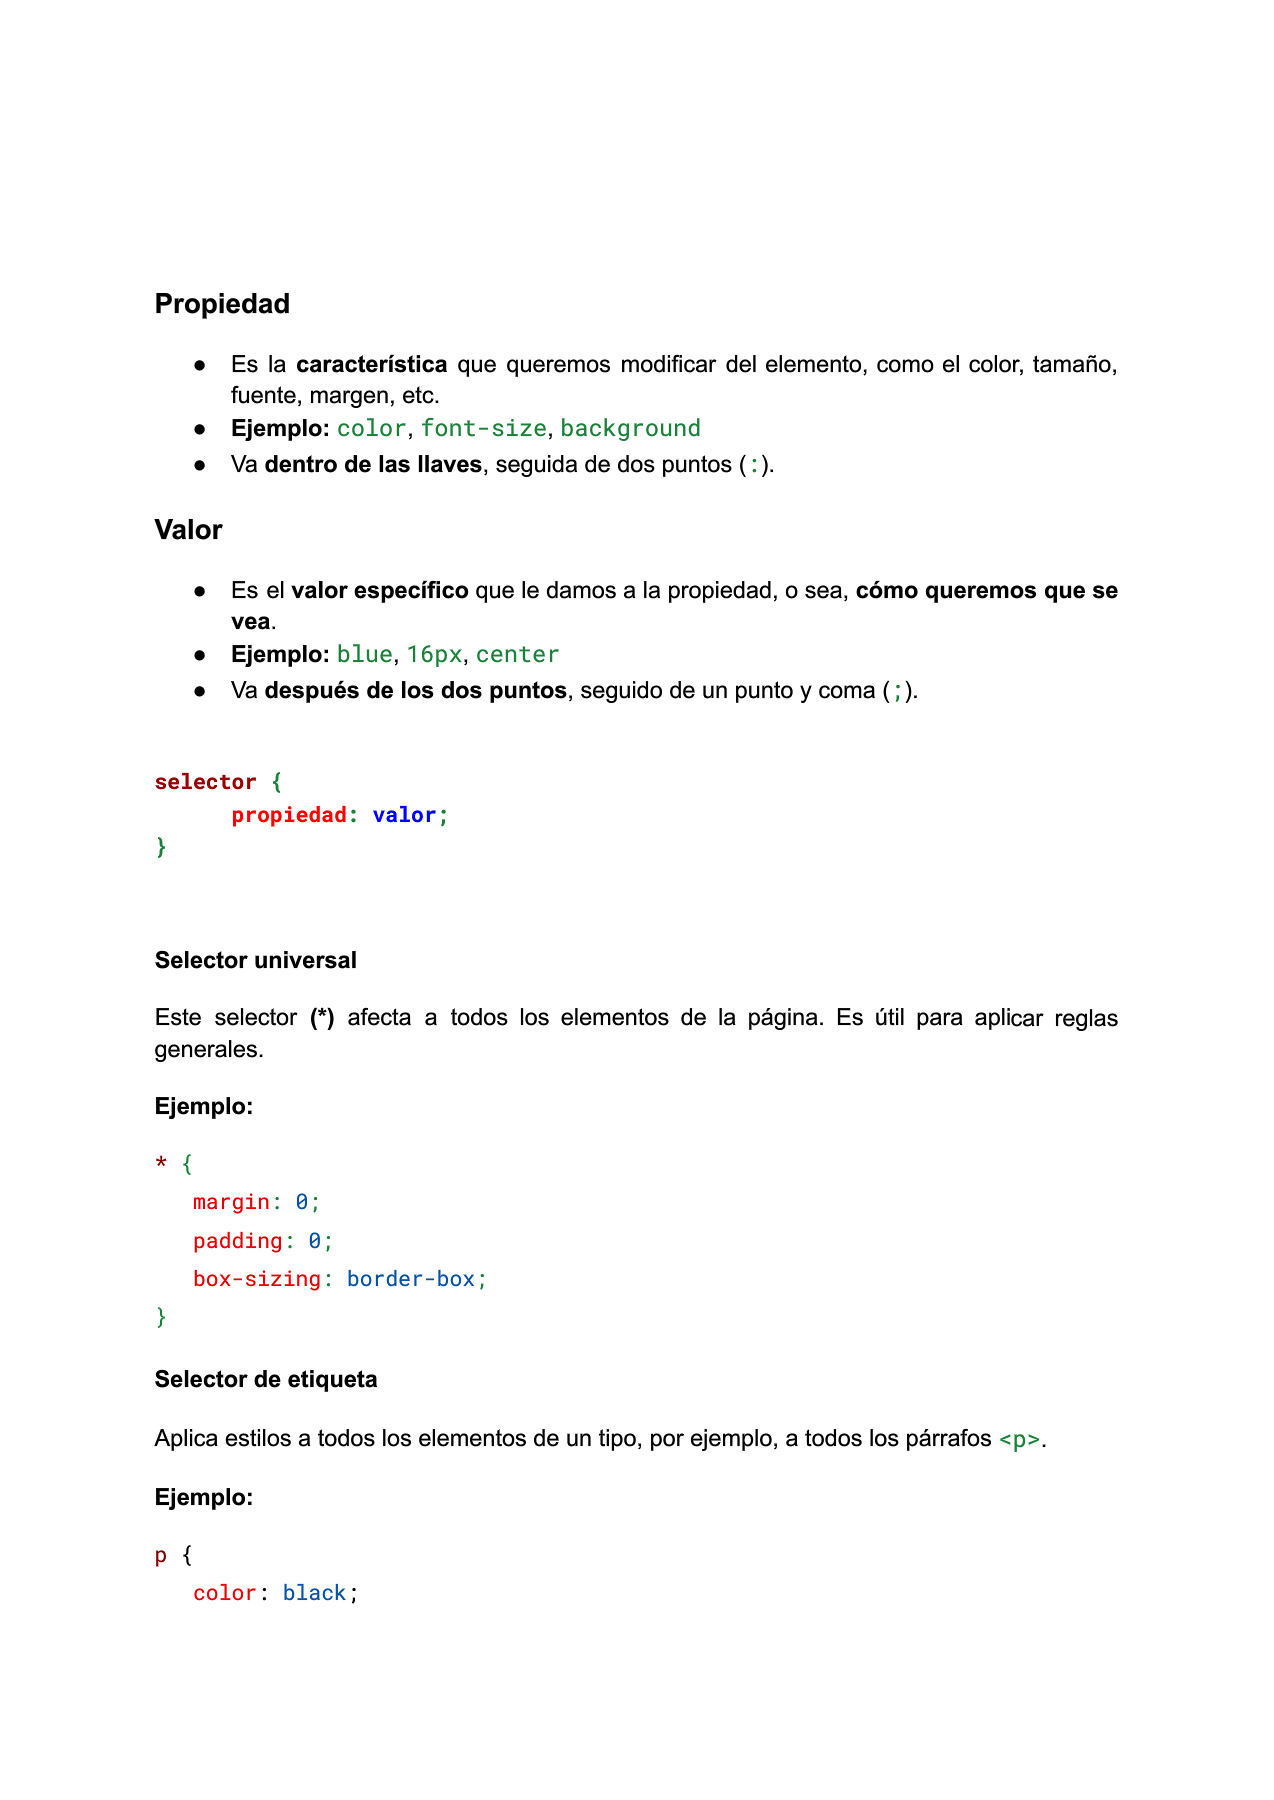 Propiedad
● Es la característica que queremos modificar del elemento, como el color, tamaño,
fuente, margen, etc.
● Ejemplo: color, font-size, background
● Va dentro de las llaves, seguida de dos puntos (:).
Valor
● Es el valor específico que le damos a la propiedad, o sea, cómo queremos que se
vea.
● Ejemplo: blue, 16px, center
● Va después de los dos puntos, seguido de un punto y coma (;).
selector {
propiedad: valor;
}
Selector universal
Este selector (*) afecta a todos los elementos de la página. Es útil para aplicar reglas
generales.
Ejemplo:
* {
margin: 0;
padding: 0;
box-sizing: border-box;
}
Selector de etiqueta
Aplica estilos a todos los elementos de un tipo, por ejemplo, a todos los párrafos <p>.
Ejemplo:
p {
color: black;